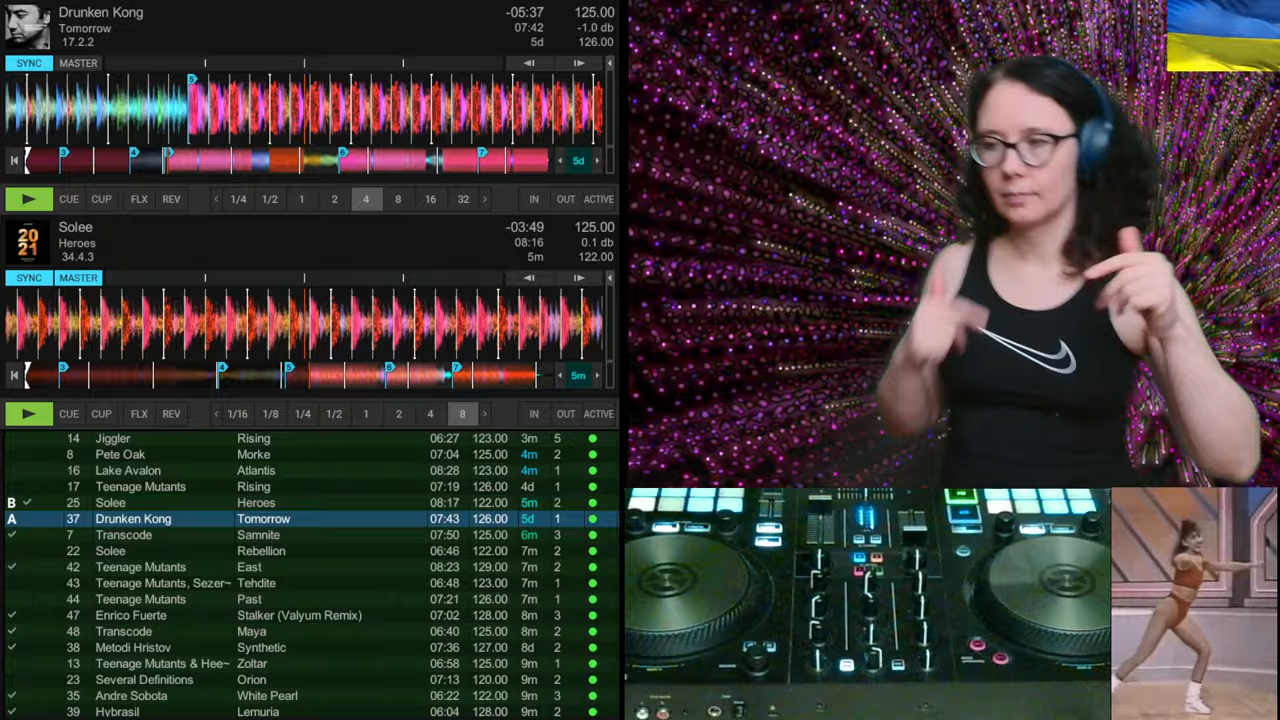 Drunken Kong -05:37 125.00
Tomorrow 07:42 -1.0 db
17.2.2 5d 126.00
SYNC MASTER
5
3 4 5 6 7 5d
CUE CUP FLX REV 1/4 1/2 1 2 4 8 16 32 IN OUT ACTIVE
Solee -03:49 125.00
Heroes 08:16 0.1 db
34.4.3 5m 122.00
20
21
SYNC MASTER
3 4 5 6 7 5m
CUE CUP FLX REV 1/16 1/8 1/4 1/2 1 2 4 8 IN OUT ACTIVE
14 Jiggler Rising 06:27 123.00 3m 5
8 Pete Oak Morke 07:04 125.00 4m 2
16 Lake Avalon Atlantis 08:28 123.00 4m 1
17 Teenage Mutants Rising 07:19 126.00 4d 1
B 25 Solee Heroes 08:17 122.00 5m 2
A 37 Drunken Kong Tomorrow 07:43 126.00 5d 1
7 Transcode Samnite 07:50 125.00 6m 3
22 Solee Rebellion 06:46 122.00 7m 2
42 Teenage Mutants East 08:23 129.00 7m 2
43 Teenage Mutants, Sezer~ Tehdite 06:48 123.00 7m 1
44 Teenage Mutants Past 07:21 126.00 7m 1
47 Enrico Fuerte Stalker (Valyum Remix) 07:02 128.00 8m 3
48 Transcode Maya 06:40 125.00 8m 2
38 Metodi Hristov Synthetic 07:36 127.00 8d 2
13 Teenage Mutants & Hee~ Zoltar 06:58 125.00 9m 1
23 Several Definitions Orion 07:13 120.00 9m 2
35 Andre Sobota White Pearl 06:22 122.00 9m 3
39 Hybrasil Lemuria 06:04 128.00 9m 2